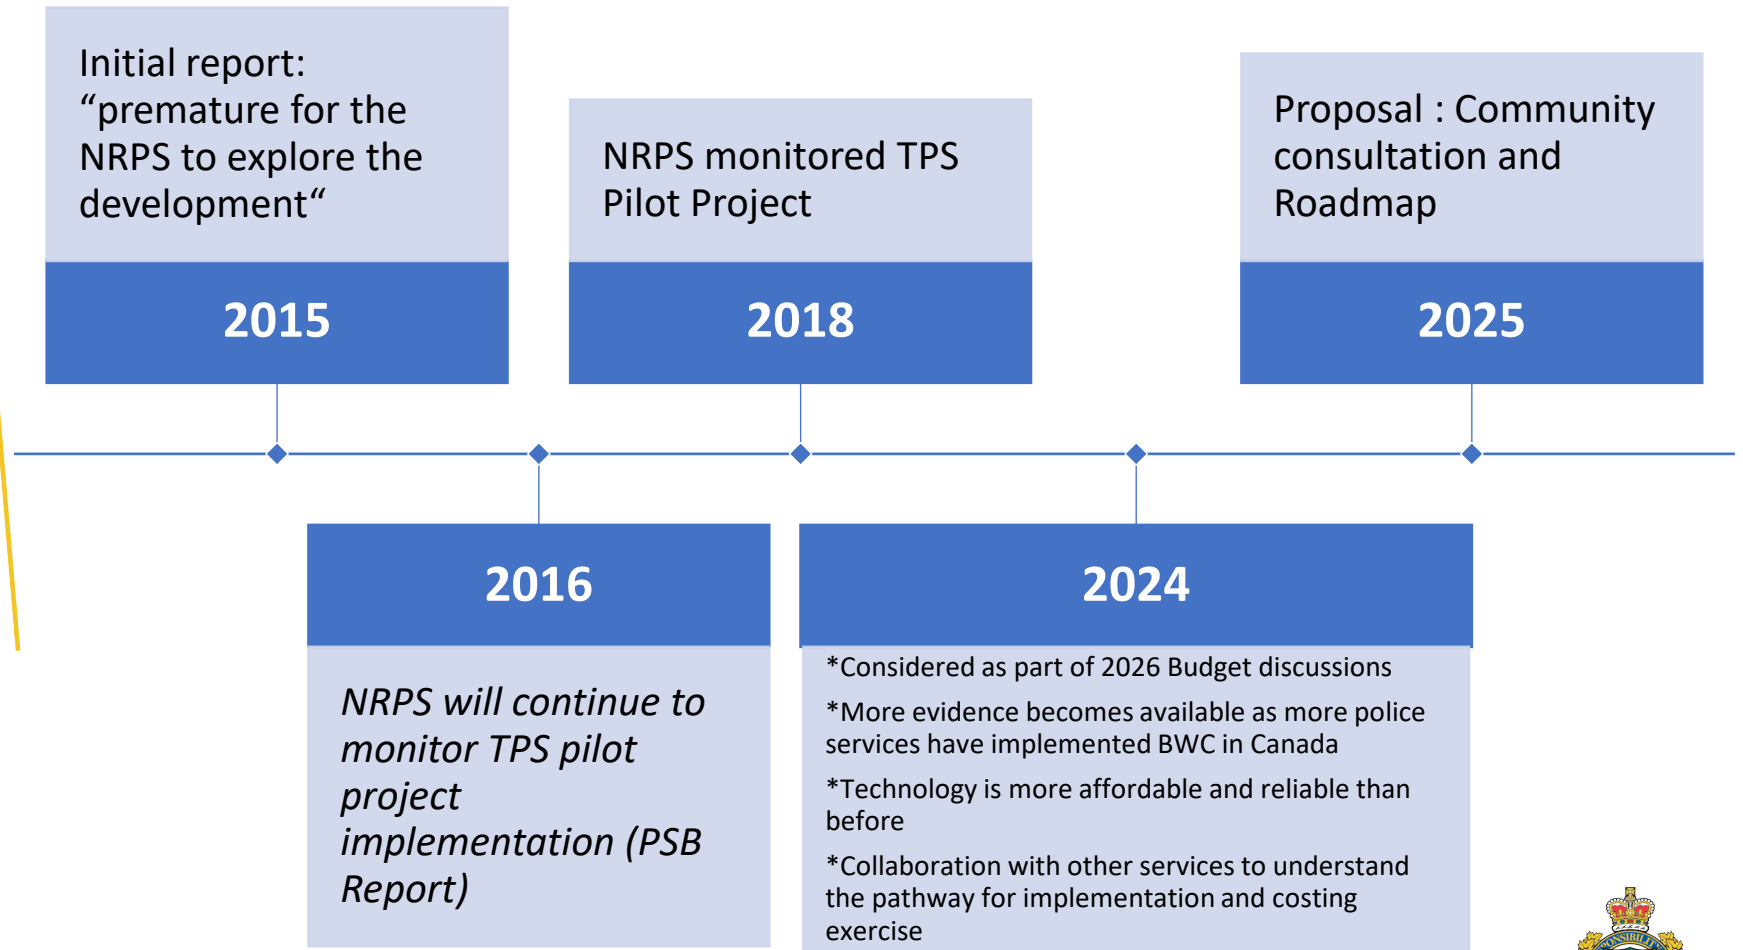 Initial report:
“premature for the
NRPS to explore the
development“
2015
NRPS monitored TPS
Pilot Project
2018
Proposal : Community
consultation and
Roadmap
2025
2016
NRPS will continue to
monitor TPS pilot
project
implementation (PSB
Report)
2024
*Considered as part of 2026 Budget discussions
*More evidence becomes available as more police
services have implemented BWC in Canada
*Technology is more affordable and reliable than
before
*Collaboration with other services to understand
the pathway for implementation and costing
exercise